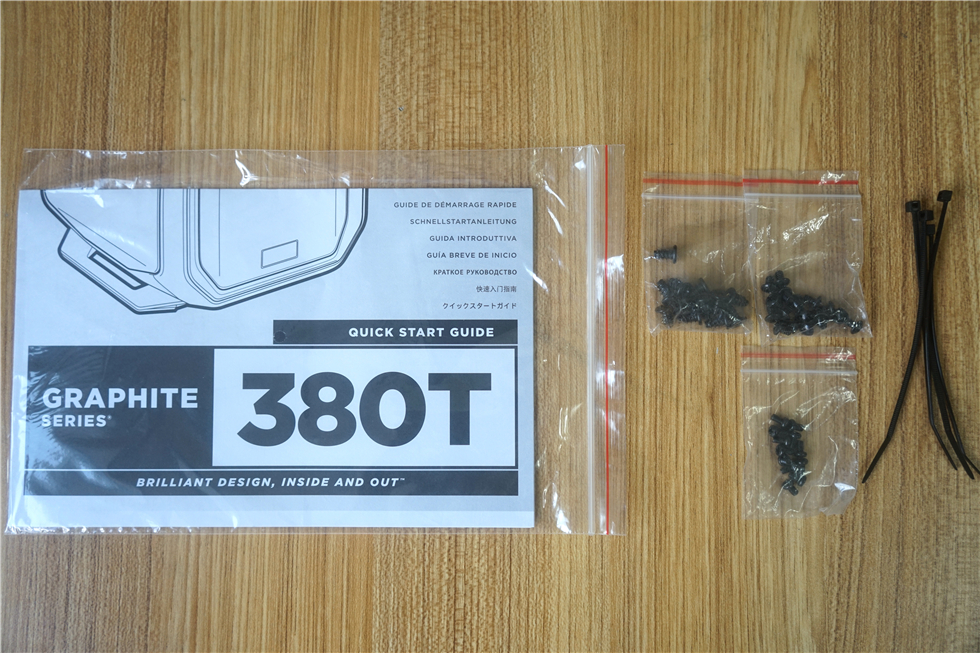 GUIDE DE DÉMARRAGE RAPIDE
SCHNELLSTARTANLEITUNG
GUIDA INTRODUTTIVA
GUÍA BREVE DE INICIO
КРАТКОЕ РУКОВОДСТВО
快速入门指南
クイックスタートガイド
QUICK START GUIDE
GRAPHITE
SERIES®
380T
BRILLIANT DESIGN, INSIDE AND OUT™